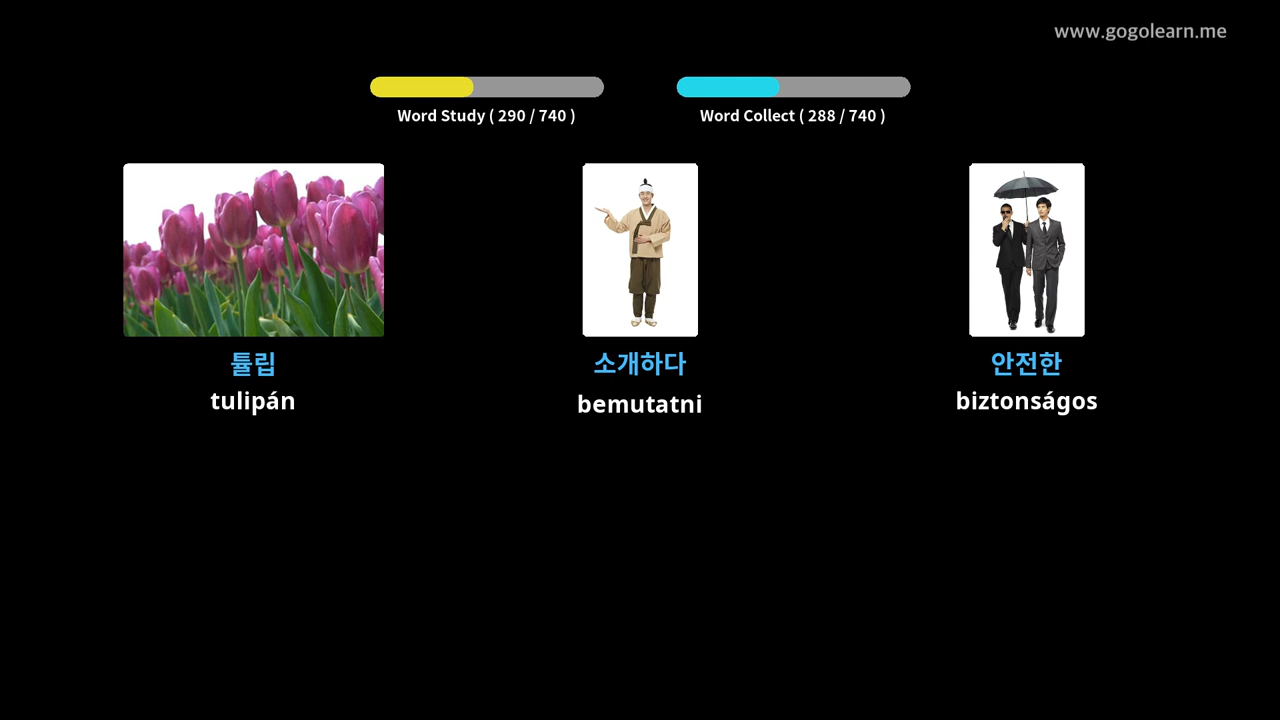 www.gogolearn.me
Word Study ( 290 / 740 )
Word Collect ( 288 / 740 )
튤립
tulipán
소개하다
bemutatni
안전한
biztonságos